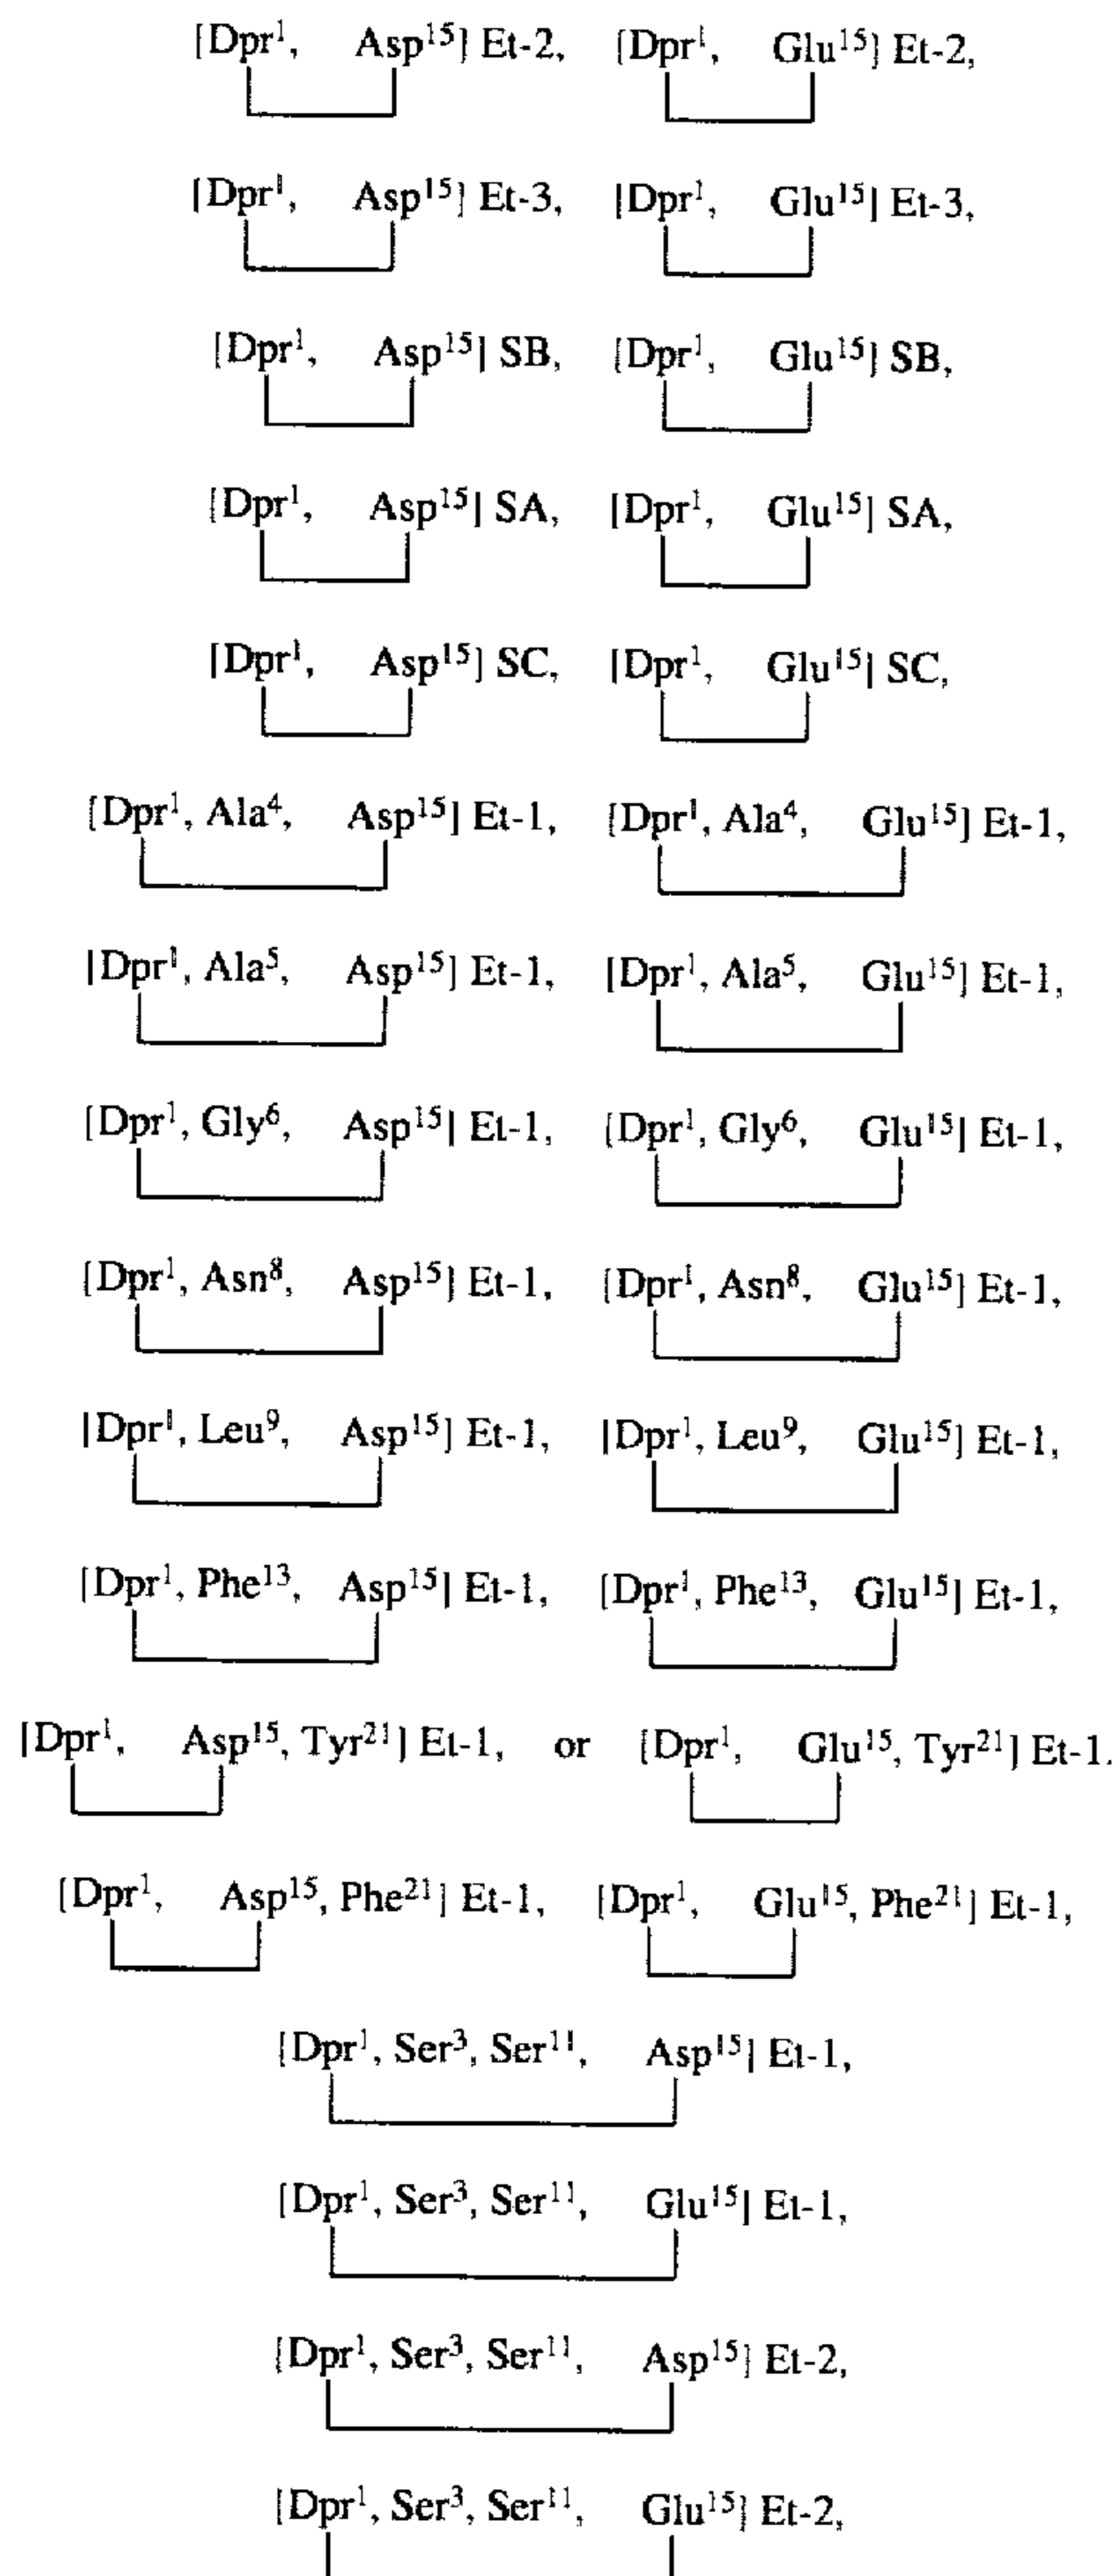 [Dpr¹, Asp¹⁵] Et-2, [Dpr¹, Glu¹⁵] Et-2,
[Dpr¹, Asp¹⁵] Et-3, [Dpr¹, Glu¹⁵] Et-3,
[Dpr¹, Asp¹⁵] SB, [Dpr¹, Glu¹⁵] SB,
[Dpr¹, Asp¹⁵] SA, [Dpr¹, Glu¹⁵] SA,
[Dpr¹, Asp¹⁵] SC, [Dpr¹, Glu¹⁵] SC,
[Dpr¹, Ala⁴, Asp¹⁵] Et-1, [Dpr¹, Ala⁴, Glu¹⁵] Et-1,
[Dpr¹, Ala⁵, Asp¹⁵] Et-1, [Dpr¹, Ala⁵, Glu¹⁵] Et-1,
[Dpr¹, Gly⁶, Asp¹⁵] Et-1, [Dpr¹, Gly⁶, Glu¹⁵] Et-1,
[Dpr¹, Asn⁸, Asp¹⁵] Et-1, [Dpr¹, Asn⁸, Glu¹⁵] Et-1,
[Dpr¹, Leu⁹, Asp¹⁵] Et-1, [Dpr¹, Leu⁹, Glu¹⁵] Et-1,
[Dpr¹, Phe¹³, Asp¹⁵] Et-1, [Dpr¹, Phe¹³, Glu¹⁵] Et-1,
[Dpr¹, Asp¹⁵, Tyr²¹] Et-1, or [Dpr¹, Glu¹⁵, Tyr²¹] Et-1.
[Dpr¹, Asp¹⁵, Phe²¹] Et-1, [Dpr¹, Glu¹⁵, Phe²¹] Et-1,
[Dpr¹, Ser³, Ser¹¹, Asp¹⁵] Et-1,
[Dpr¹, Ser³, Ser¹¹, Glu¹⁵] Et-1,
[Dpr¹, Ser³, Ser¹¹, Asp¹⁵] Et-2,
[Dpr¹, Ser³, Ser¹¹, Glu¹⁵] Et-2,